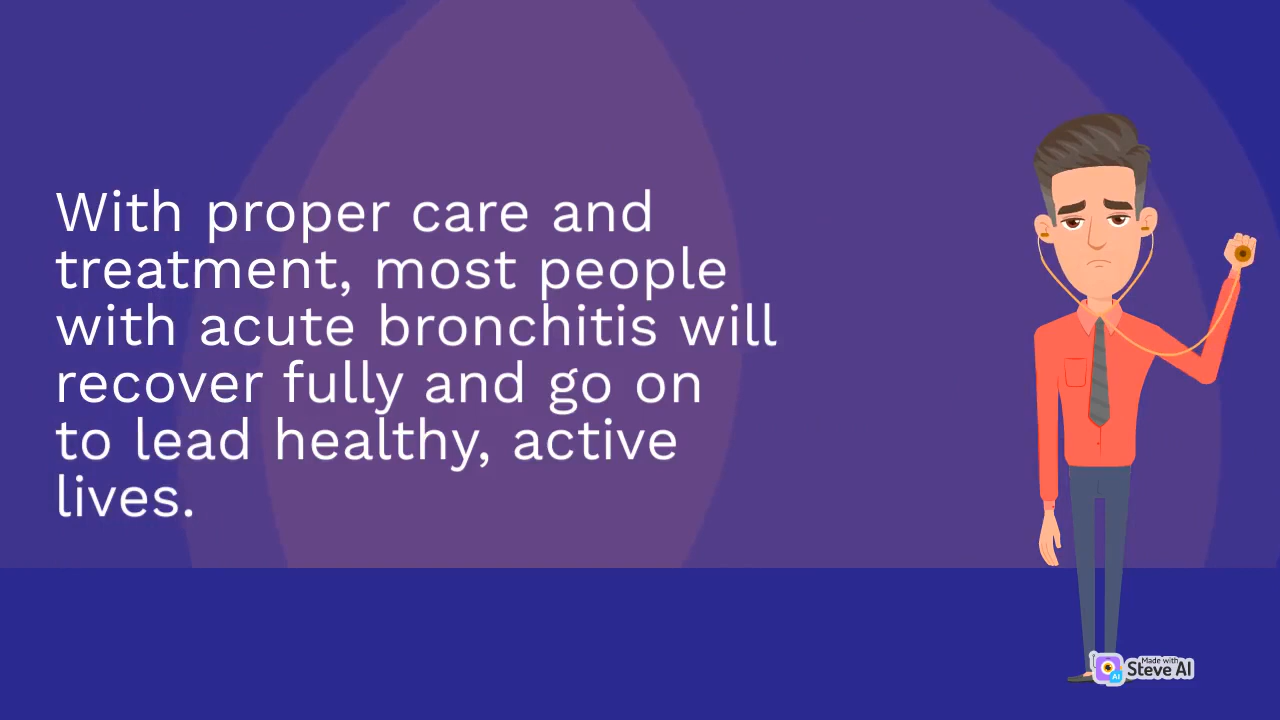 With proper care and
treatment, most people
with acute bronchitis will
recover fully and go on
to lead healthy, active
lives.
Made with
Steve AI
AI